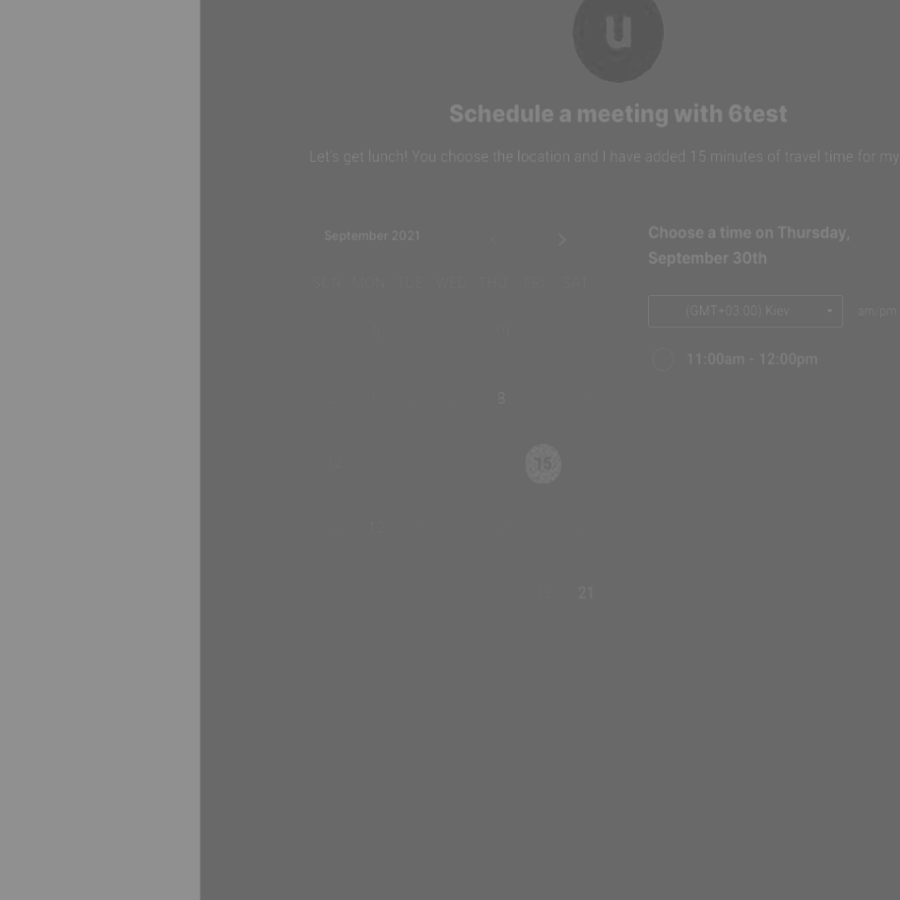 u
Schedule a meeting with 6test
Let's get lunch! You choose the location and I have added 15 minutes of travel time for my
September 2021
Choose a time on Thursday,
September 30th
SUN MON TUE WED THU FRI SAT
(GMT+03:00) Kiev am/pm
11:00am - 12:00pm
8
15
21